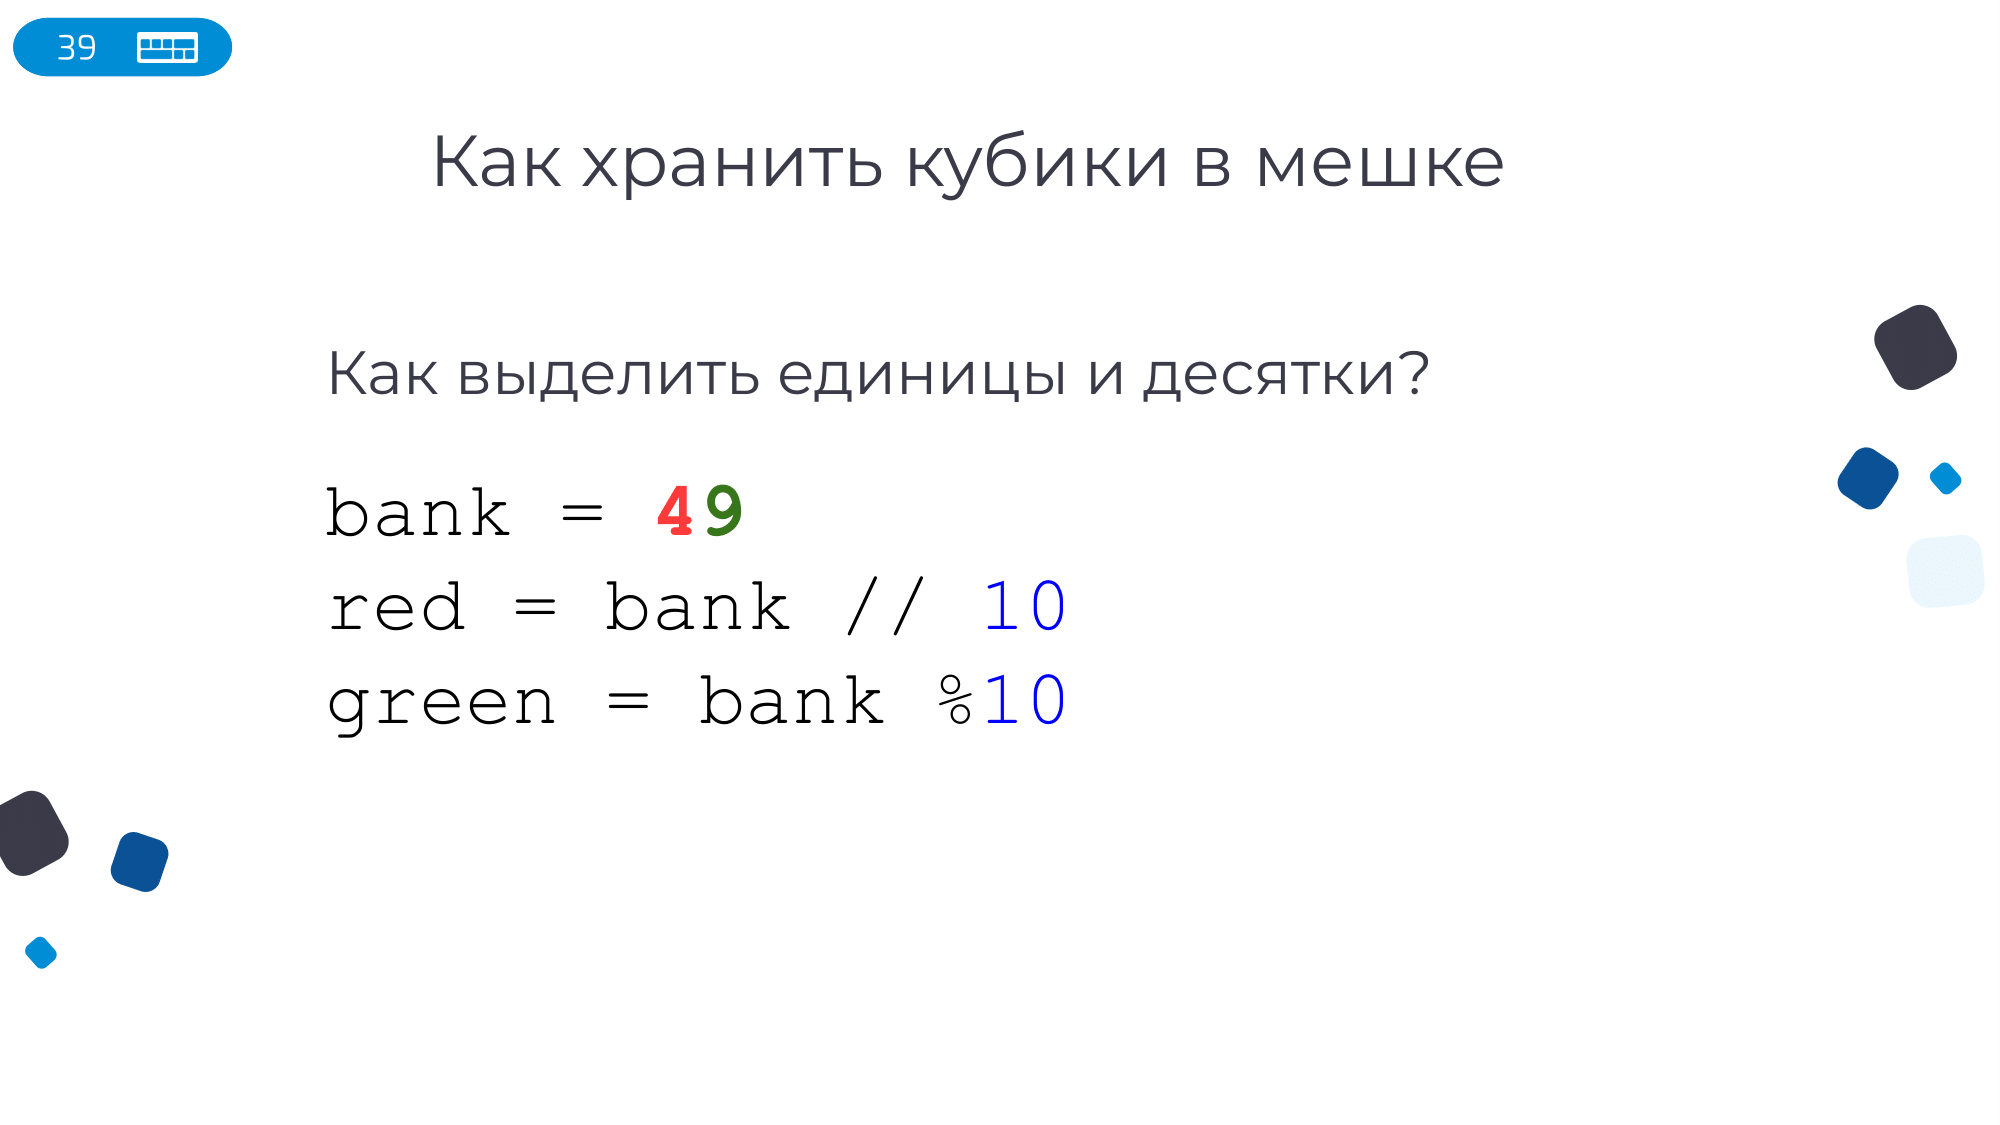 39
Как хранить кубики в мешке
Как выделить единицы и десятки?
bank = 49
red = bank // 10
green = bank %10